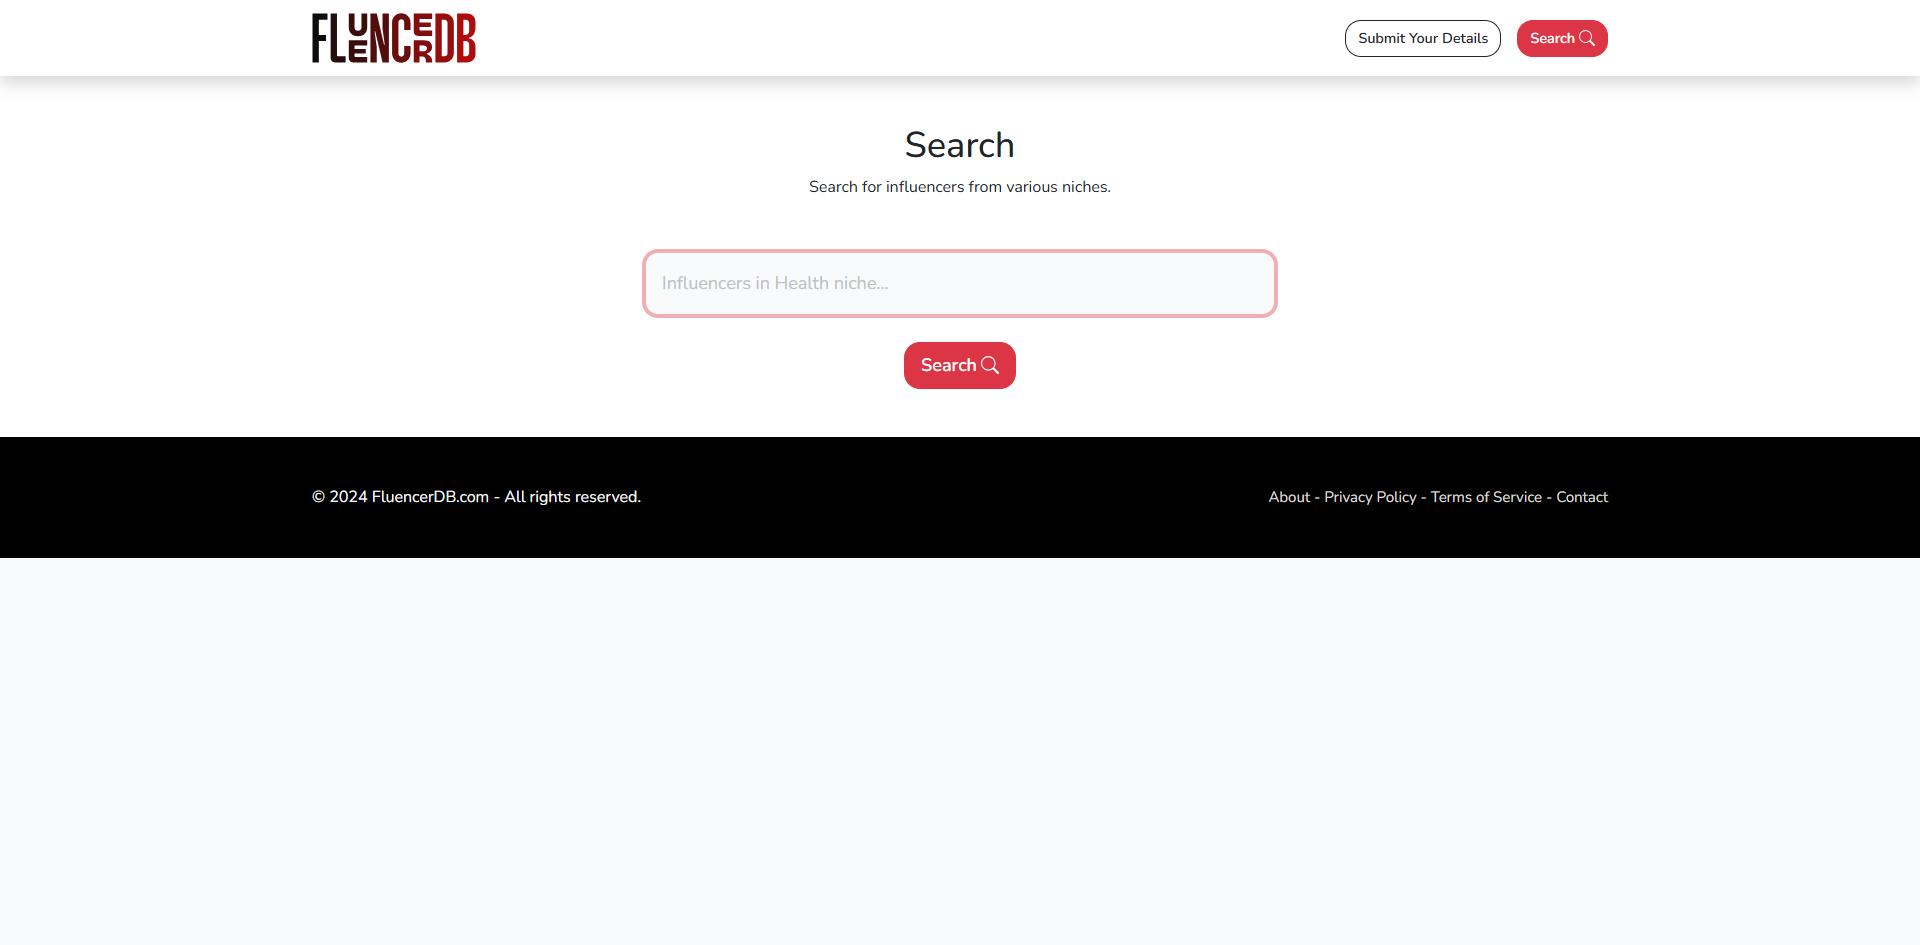 FLUENCERDB
Submit Your Details
Search
Search
Search for influencers from various niches.
Influencers in Health niche...
Search
© 2024 FluencerDB.com - All rights reserved.
About - Privacy Policy - Terms of Service - Contact